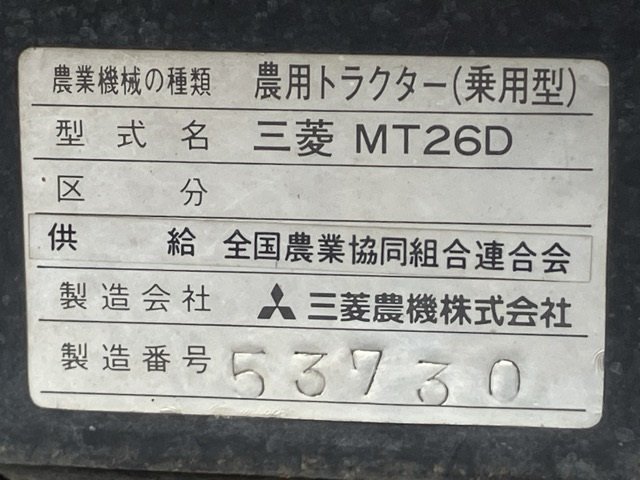 農業機械の種類 農用トラクター(乗用型)
型式名 三菱 MT26D
区分
供給 全国農業協同組合連合会
製造会社 三菱農機株式会社
製造番号 53730